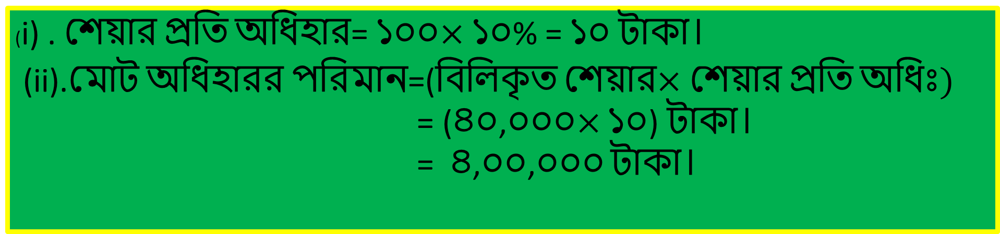 (i) . শেয়ার প্রতি অধিহার= ১০০× ১০% = ১০ টাকা।
(ii).মোট অধিহারর পরিমান=(বিলিকৃত শেয়ার× শেয়ার প্রতি অধিঃ)
= (৪০,০০০× ১০) টাকা।
= ৪,০০,০০০ টাকা।